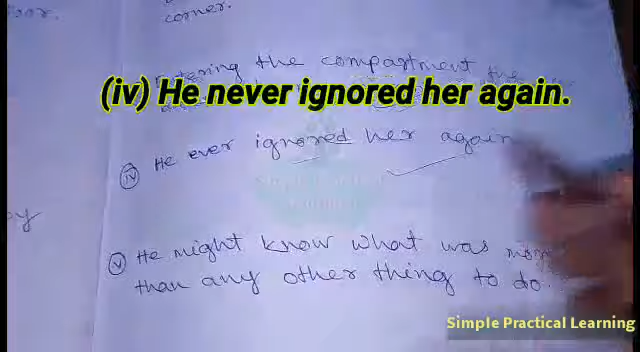 corner.
entering the compartment the
(iv) He never ignored her again.
(iv) He ever ignored her again
(v) He might know what was more
than any other thing to do.
Simple Practical Learning